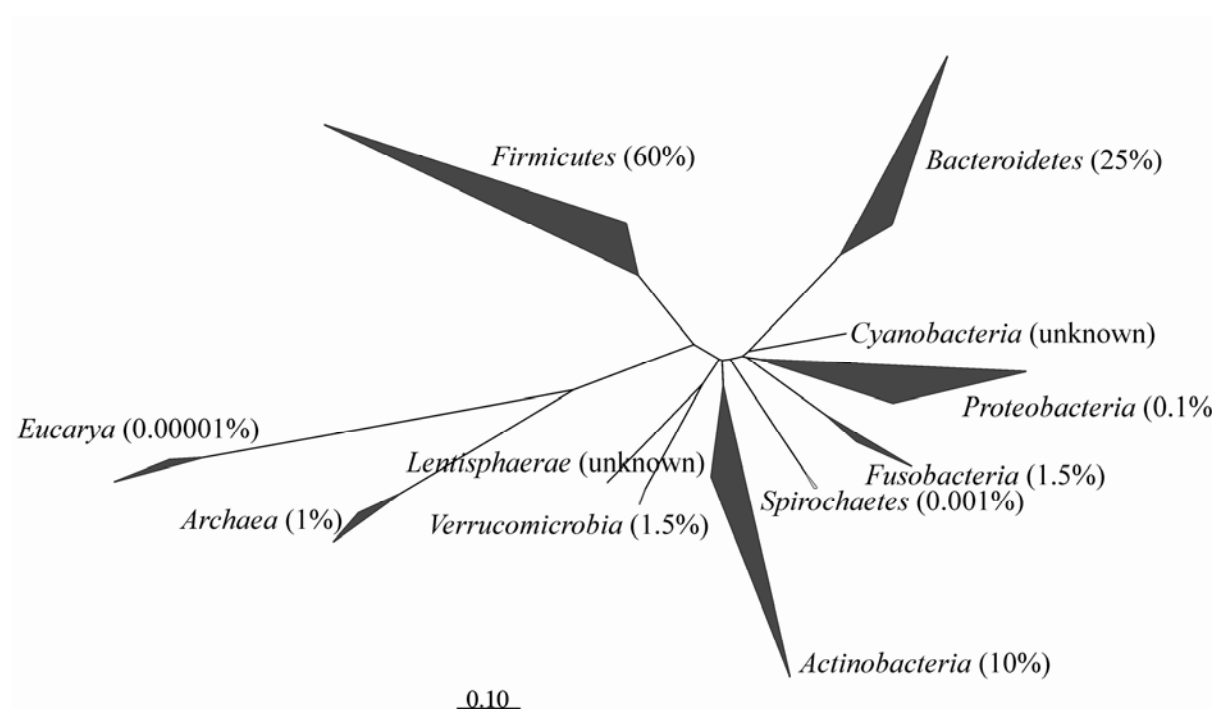 Firmicutes (60%)
Bacteroidetes (25%)
Cyanobacteria (unknown)
Proteobacteria (0.1%
Eucarya (0.00001%)
Lentisphaerae (unknown)
Fusobacteria (1.5%)
Spirochaetes (0.001%)
Archaea (1%)
Verrucomicrobia (1.5%)
Actinobacteria (10%)
0.10